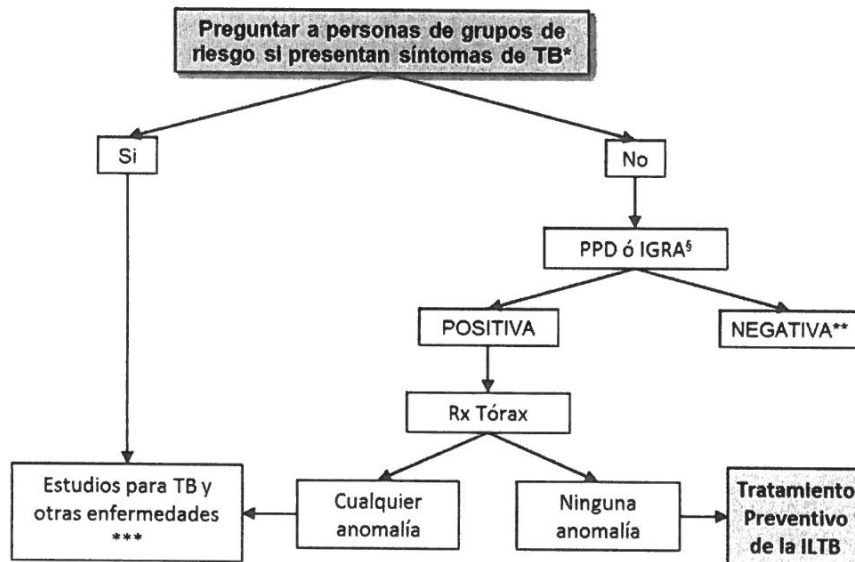 Preguntar a personas de grupos de
riesgo si presentan síntomas de TB*
Si
No
PPD ó IGRA§
POSITIVA
NEGATIVA**
Rx Tórax
Estudios para TB y
otras enfermedades
***
Cualquier
anomalía
Ninguna
anomalía
Tratamiento
Preventivo
de la ILTB